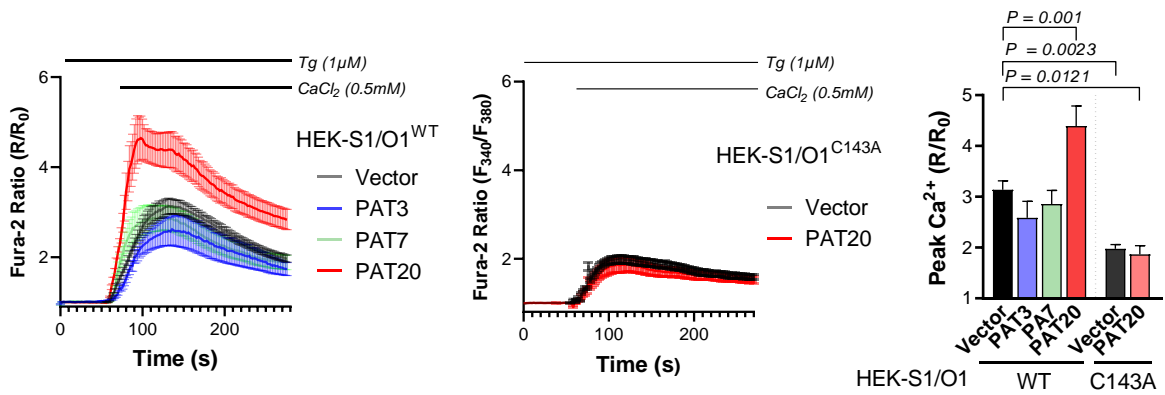 Tg (1µM)
CaCl2 (0.5mM)
6
4
2
0
100
200
Fura-2 Ratio (R/R0)
Time (s)
HEK-S1/O1WT
Vector
PAT3
PAT7
PAT20
Tg (1µM)
CaCl2 (0.5mM)
6
4
2
0
100
200
Fura-2 Ratio (F340/F380)
Time (s)
HEK-S1/O1C143A
Vector
PAT20
P = 0.001
P = 0.0023
P = 0.0121
5
4
3
2
1
Peak Ca2+ (R/R0)
Vector
PAT3
PA7
PAT20
Vector
PAT20
HEK-S1/O1
WT
C143A